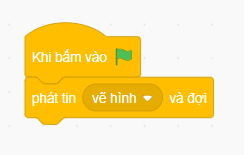 Khi bấm vào
phát tin vẽ hình và đợi